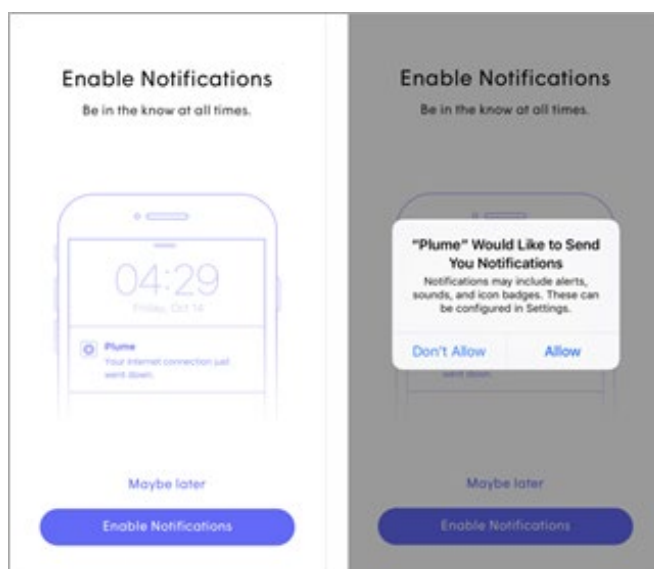 Enable Notifications
Be in the know at all times.
04:29
Friday, Oct 14
Plume
Your internet connection just
went down.
Maybe later
Enable Notifications
Enable Notifications
Be in the know at all times.
"Plume" Would Like to Send
You Notifications
Notifications may include alerts,
sounds, and icon badges. These can
be configured in Settings.
Don't Allow
Allow
went down.
Maybe later
Enable Notifications